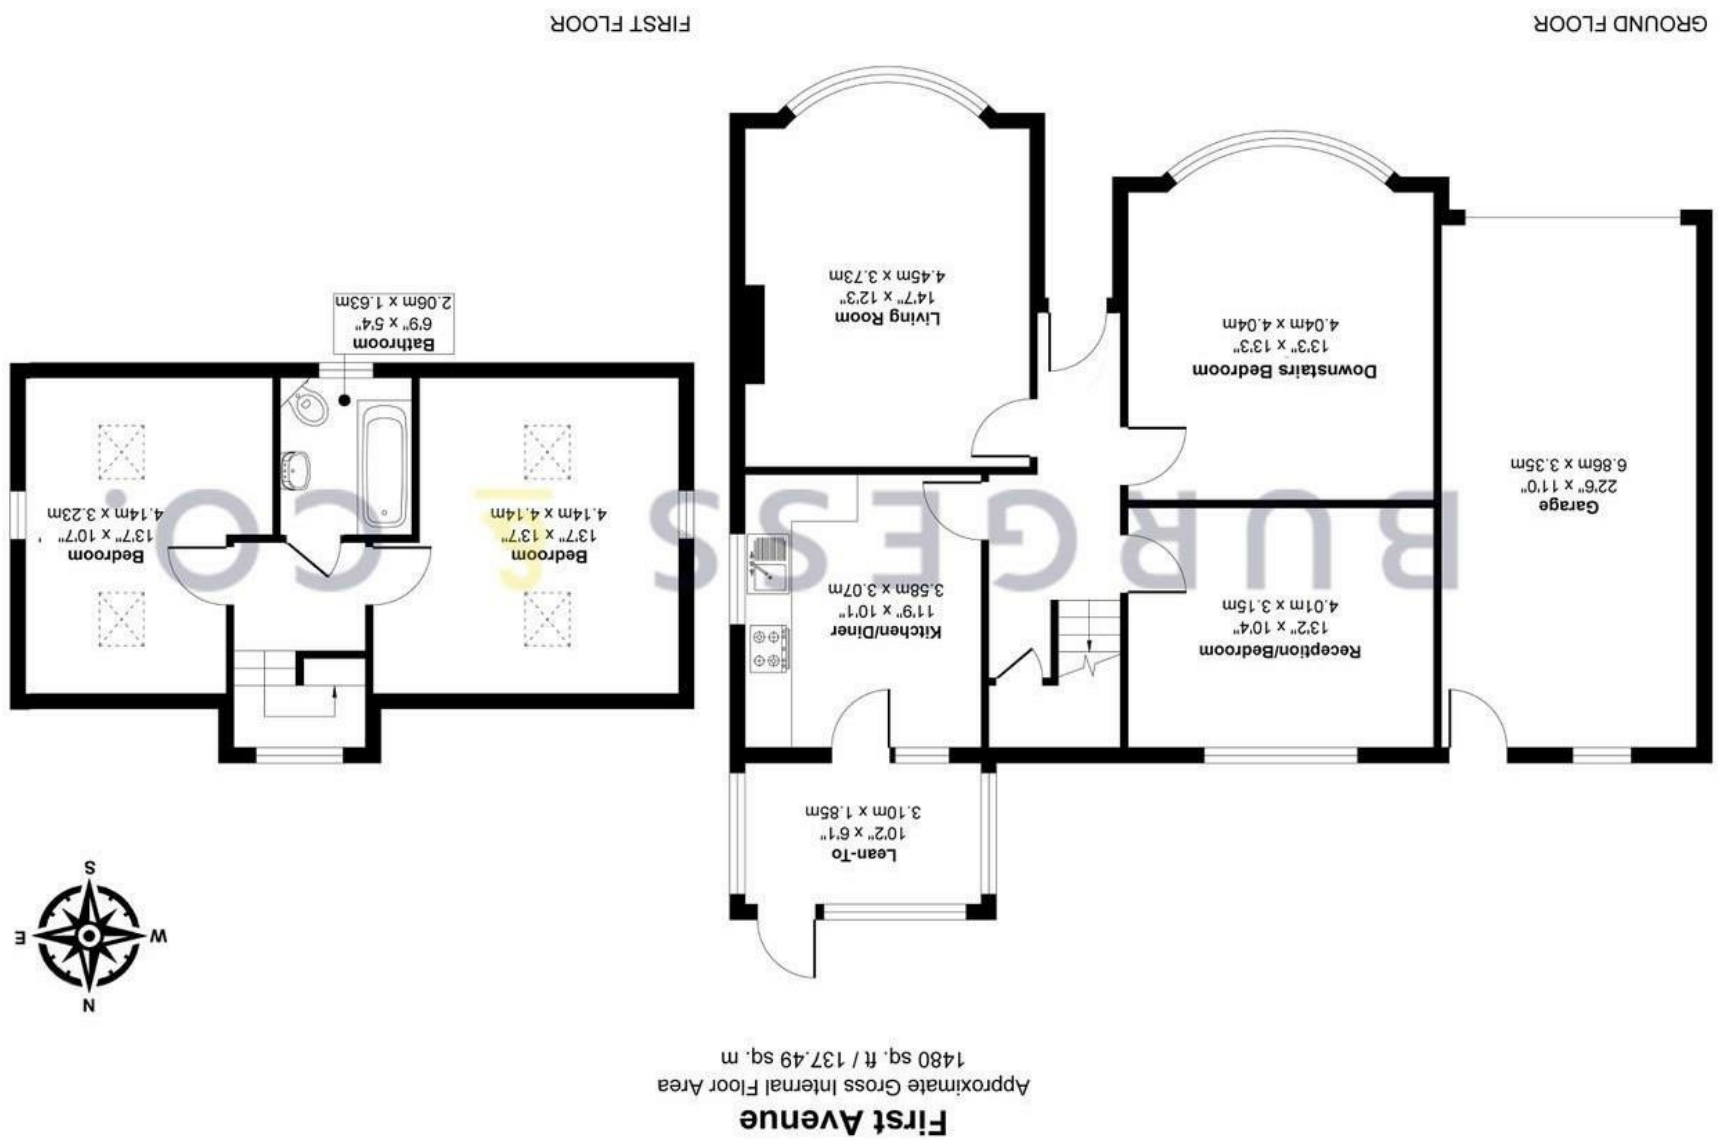 First Avenue
Approximate Gross Internal Floor Area
1480 sq. ft / 137.49 sq. m
N
W
E
S
Lean-To
10'2" x 6'1"
3.10m x 1.85m
Reception/Bedroom
13'2" x 10'4"
4.01m x 3.15m
Kitchen/Diner
11'9" x 10'1"
3.58m x 3.07m
Garage
22'6" x 11'0"
6.86m x 3.35m
Downstairs Bedroom
13'3" x 13'3"
4.04m x 4.04m
Living Room
14'7" x 12'3"
4.45m x 3.73m
Bedroom
13'7" x 13'7"
4.14m x 4.14m
Bedroom
13'7" x 10'7"
4.14m x 3.23m
Bathroom
6'9" x 5'4"
2.06m x 1.63m
BURGESS & CO.
GROUND FLOOR
FIRST FLOOR